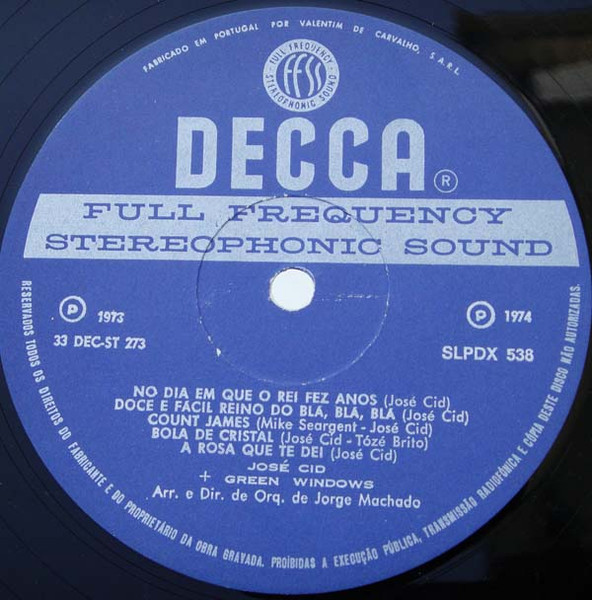 FABRICADO EM PORTUGAL POR VALENTIM DE CARVALHO, S.A.R.L.
FULL FREQUENCY
FFSS
STEREOPHONIC SOUND
DECCA ®
FULL FREQUENCY
STEREOPHONIC SOUND
Ⓟ 1973
Ⓟ 1974
33 DEC-ST 273
SLPDX 538
NO DIA EM QUE O REI FEZ ANOS (José Cid)
DOCE E FÁCIL REINO DO BLÁ, BLÁ, BLÁ (José Cid)
COUNT JAMES (Mike Seargent - José Cid)
BOLA DE CRISTAL (José Cid - Tózé Brito)
A ROSA QUE TE DEI (José Cid)
JOSÉ CID
+ GREEN WINDOWS
Arr. e Dir. de Orq. de Jorge Machado
RESERVADOS TODOS OS DIREITOS DO FABRICANTE E DO PROPRIETÁRIO DA OBRA GRAVADA. PROÍBIDAS A EXECUÇÃO PÚBLICA, TRANSMISSÃO RADIOFÓNICA E CÓPIA DESTE DISCO NÃO AUTORIZADAS.